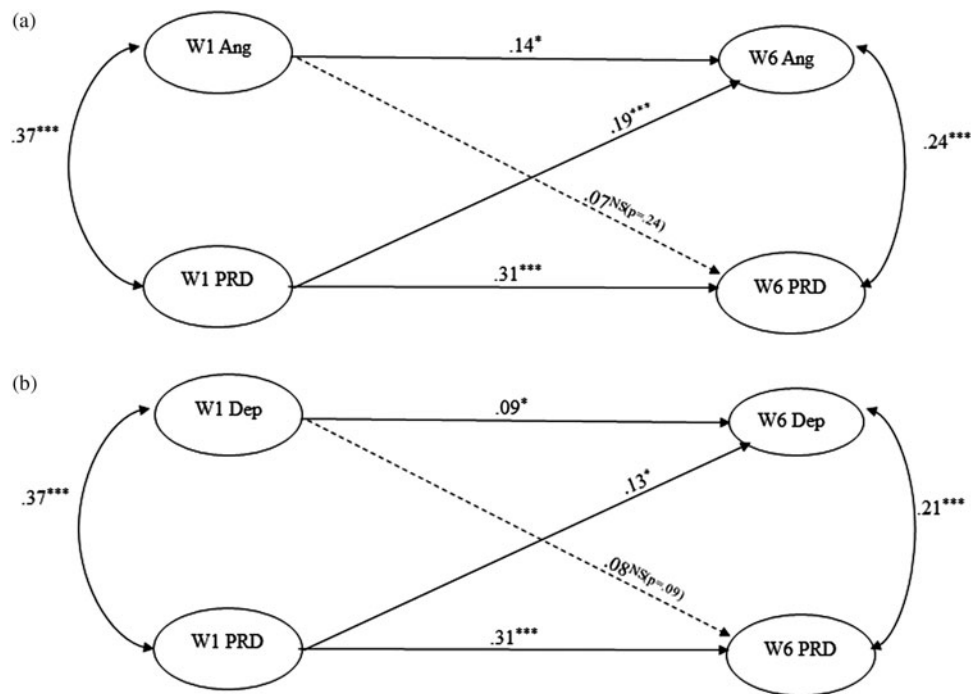 (a)
W1 Ang
.14*
W6 Ang
.37***
.19***
.24***
.07NS(p=.24)
W1 PRD
.31***
W6 PRD
(b)
W1 Dep
.09*
W6 Dep
.37***
.13*
.21***
.08NS(p=.09)
W1 PRD
.31***
W6 PRD